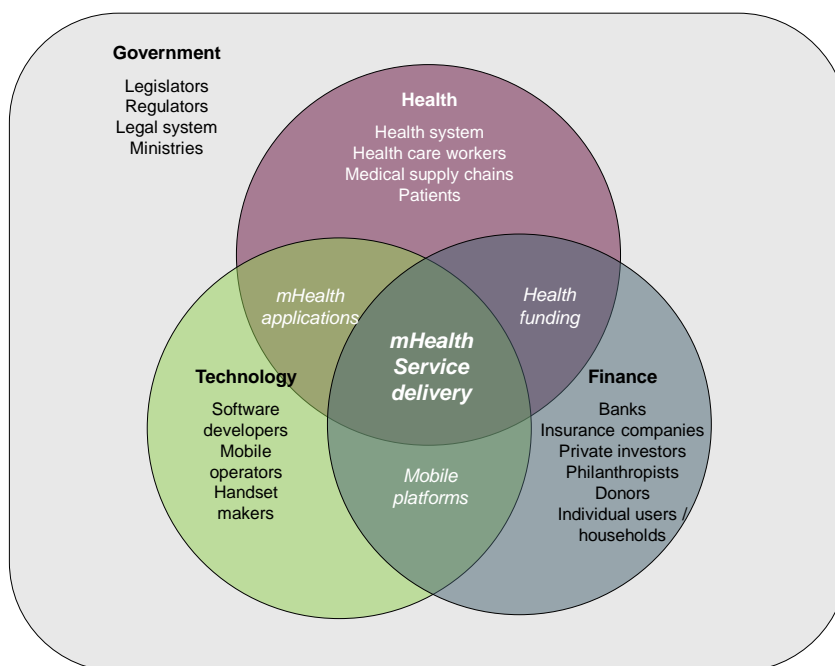 Government
Legislators
Regulators
Legal system
Ministries
Health
Health system
Health care workers
Medical supply chains
Patients
mHealth
applications
Health
funding
mHealth
Service
delivery
Technology
Software
developers
Mobile
operators
Handset
makers
Finance
Banks
Insurance companies
Private investors
Philanthropists
Donors
Individual users /
households
Mobile
platforms